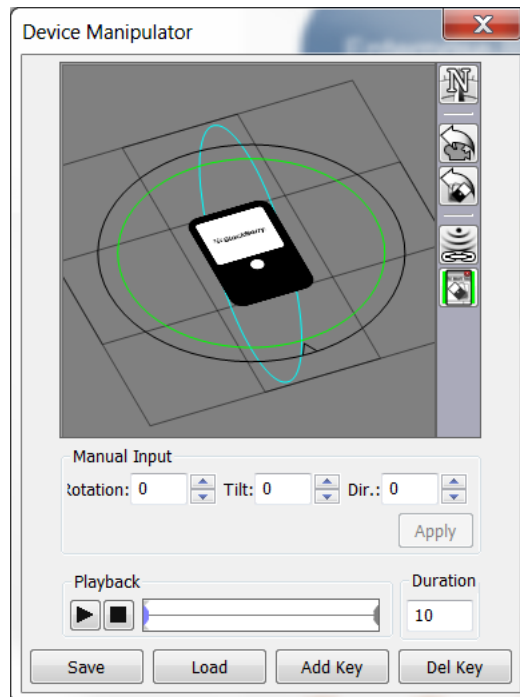 Device Manipulator
N
BlackBerry
Manual Input
Rotation: 0 Tilt: 0 Dir.: 0
Apply
Playback
Duration
10
Save Load Add Key Del Key